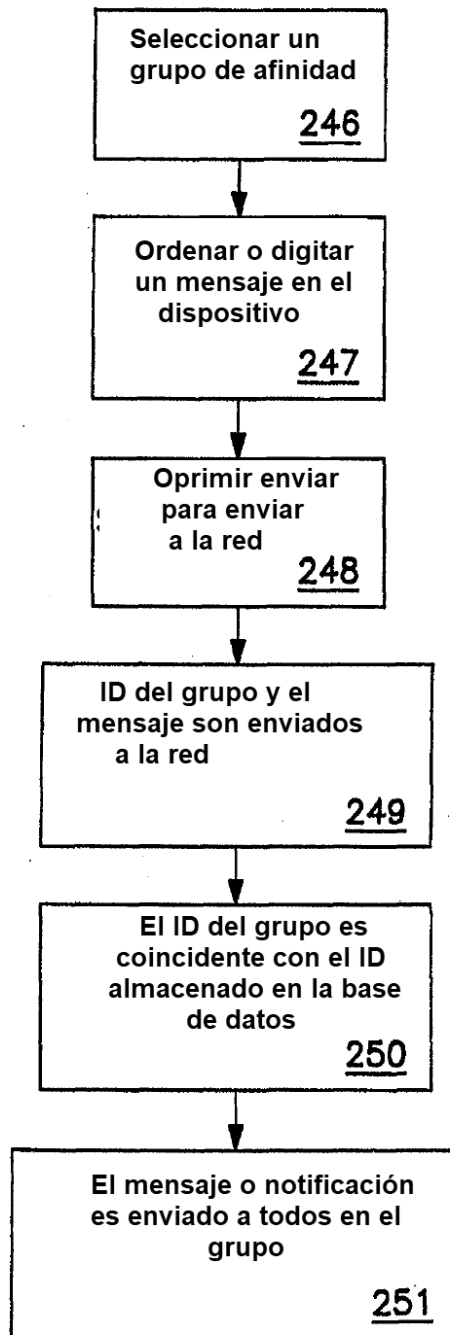 Seleccionar un
grupo de afinidad
246
Ordenar o digitar
un mensaje en el
dispositivo
247
Oprimir enviar
para enviar
a la red
248
ID del grupo y el
mensaje son enviados
a la red
249
El ID del grupo es
coincidente con el ID
almacenado en la base
de datos
250
El mensaje o notificación
es enviado a todos en el
grupo
251